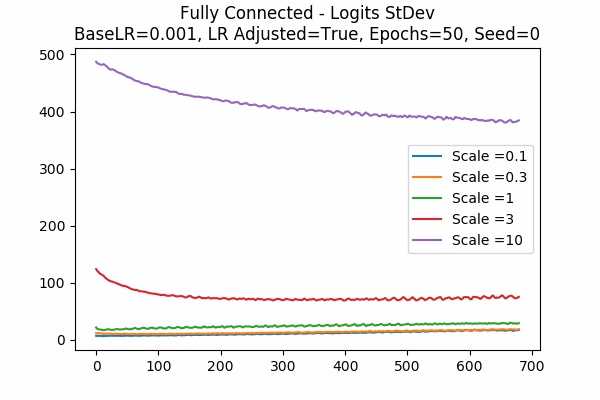 Fully Connected - Logits StDev
BaseLR=0.001, LR Adjusted=True, Epochs=50, Seed=0
500
400
300
200
100
0
Scale =0.1
Scale =0.3
Scale =1
Scale =3
Scale =10
0 100 200 300 400 500 600 700